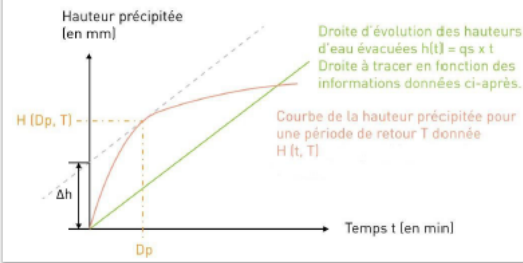 Hauteur précipitée
(en mm)
Droite d'évolution des hauteurs
d'eau évacuées h(t) = qs x t
Droite à tracer en fonction des
informations données ci-après.
H (Dp, T)
Courbe de la hauteur précipitée pour
une période de retour T donnée
H (t, T)
Δh
Temps t (en min)
Dp